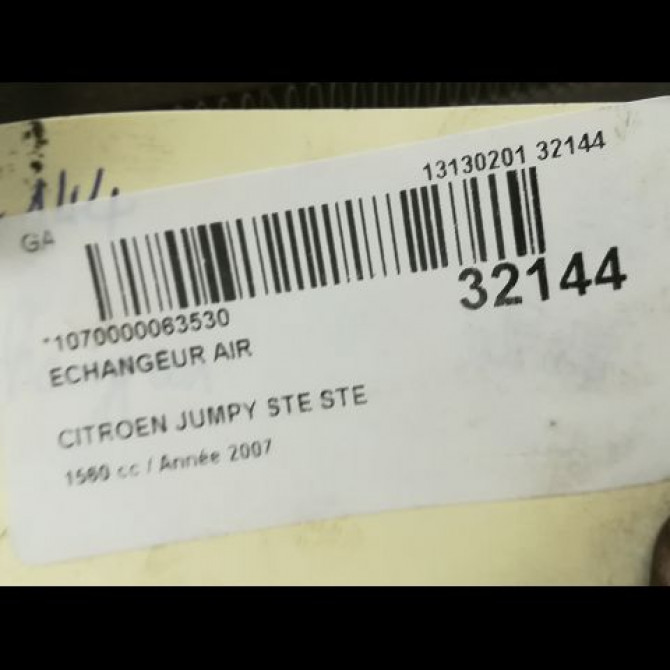 13130201 32144
GA
32144
*1070000063530
ECHANGEUR AIR
CITROEN JUMPY STE STE
1560 cc / Année 2007